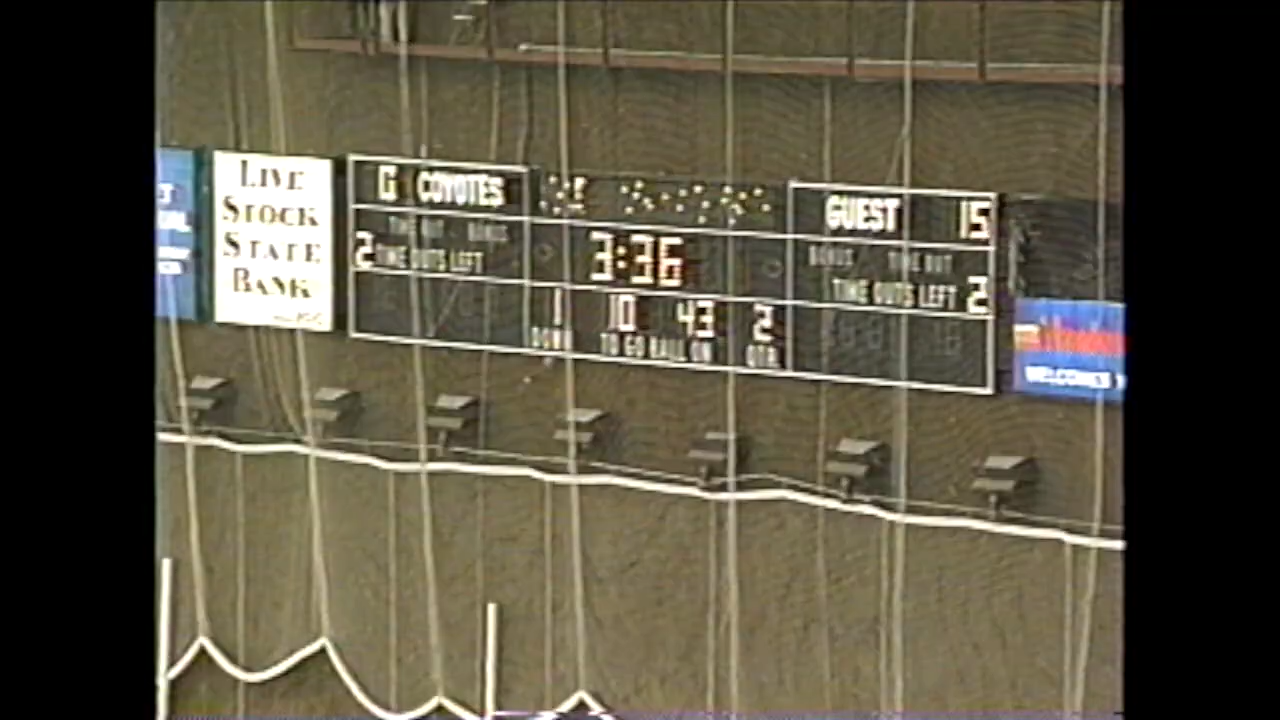 LIVE
STOCK
STATE
BANK
COYOTES
TIME OUT BONUS
2 TIME OUTS LEFT
3:36
1 10 43 2
DOWN TO GO BALL ON QTR
GUEST 15
BONUS TIME OUT
TIME OUTS LEFT 2
WELCOMES